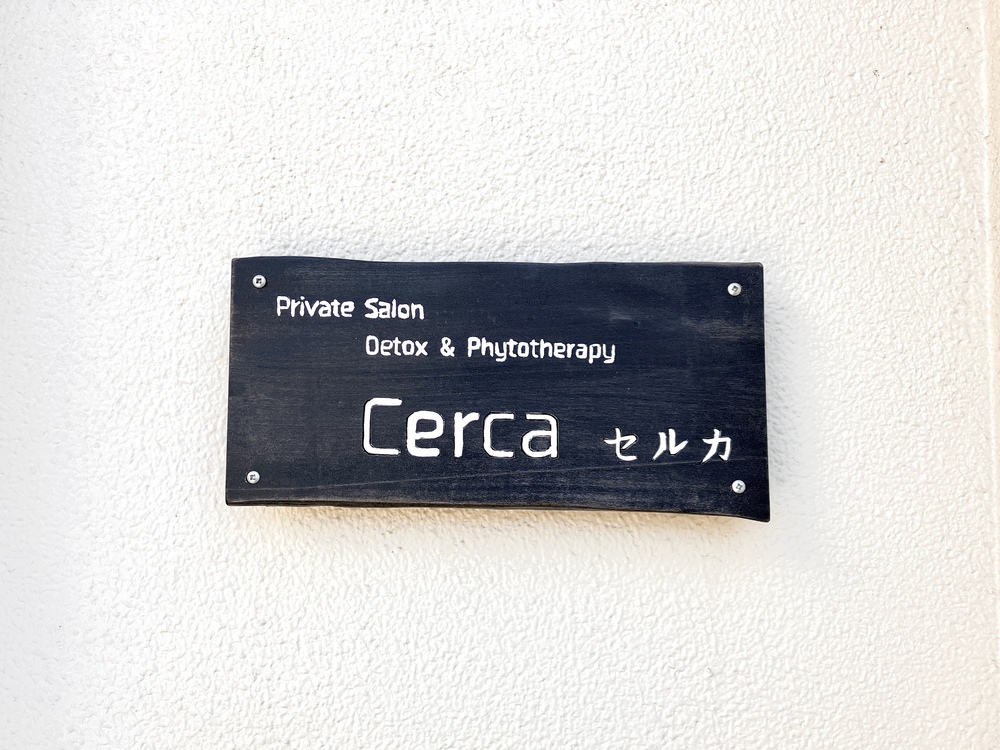 Private Salon
Detox & Phytotherapy
Cerca セルカ